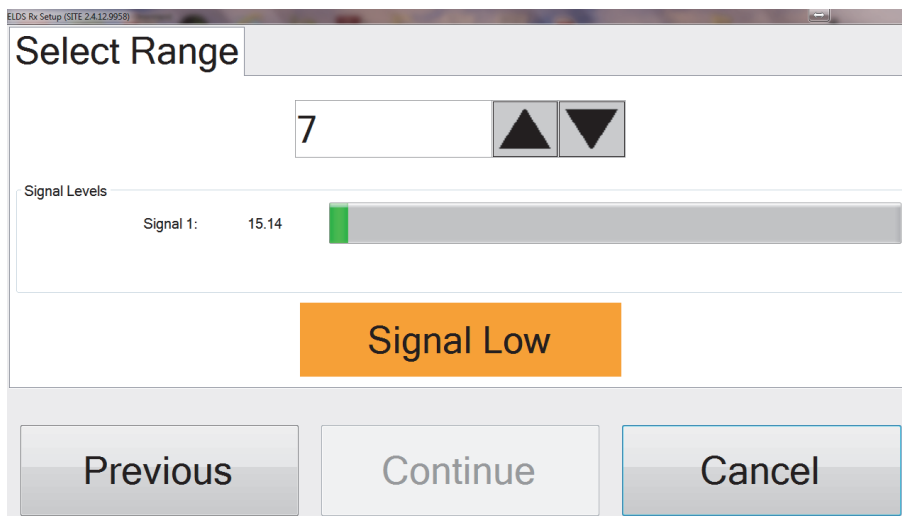 ELDS Rx Setup (SITE 2.4.12.9958)
Select Range
7
Signal Levels
Signal 1: 15.14
Signal Low
Previous Continue Cancel